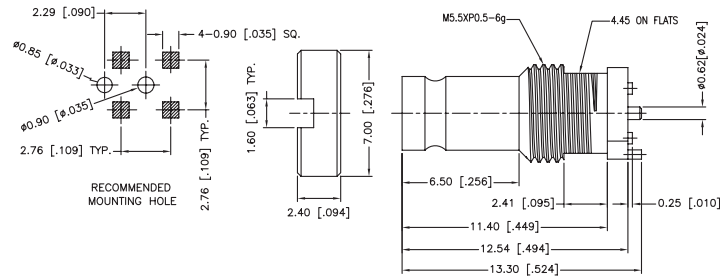 2.29 [.090]
4-0.90 [.035] SQ.
ø0.85 [ø.033]
ø0.90 [ø.035]
2.76 [.109] TYP.
2.76 [.109] TYP.
RECOMMENDED
MOUNTING HOLE
1.60 [.063] TYP.
7.00 [.276]
2.40 [.094]
M5.5XP0.5-6g
4.45 ON FLATS
ø0.62[ø.024]
6.50 [.256]
2.41 [.095]
0.25 [.010]
11.40 [.449]
12.54 [.494]
13.30 [.524]